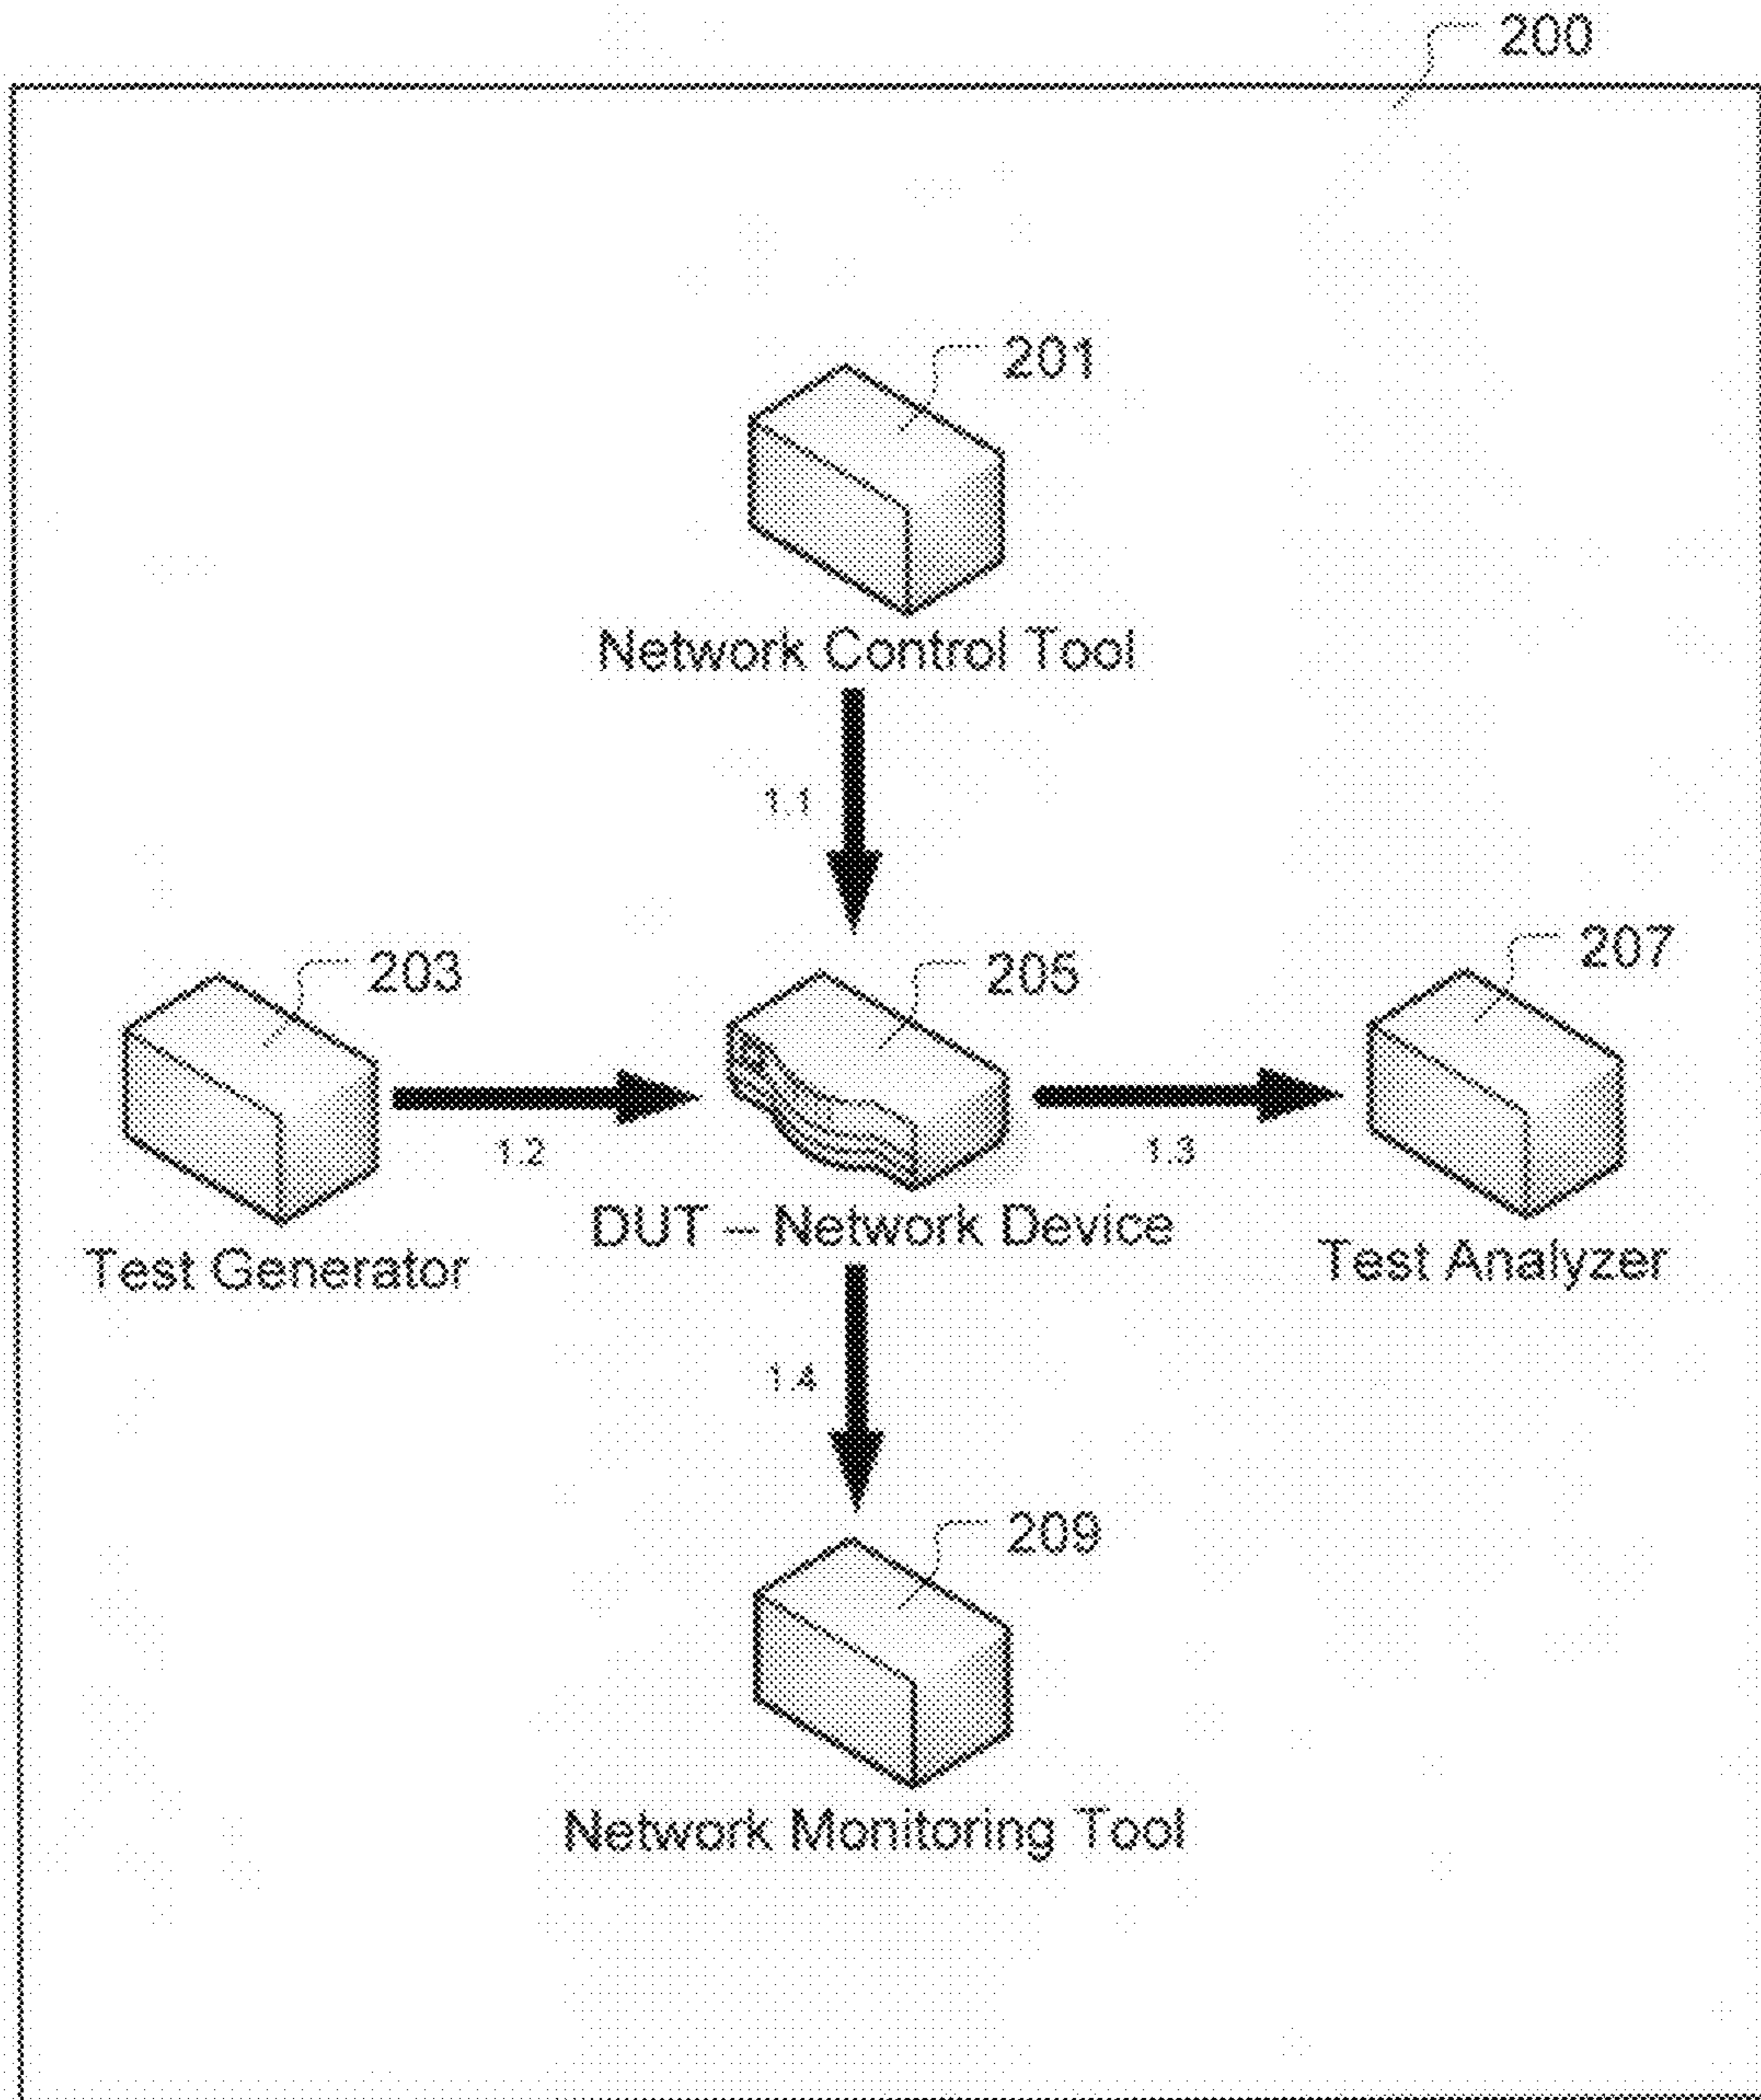 200
201
Network Control Tool
1.1
203
205
207
1.2
1.3
DUT – Network Device
Test Generator
Test Analyzer
1.4
209
Network Monitoring Tool